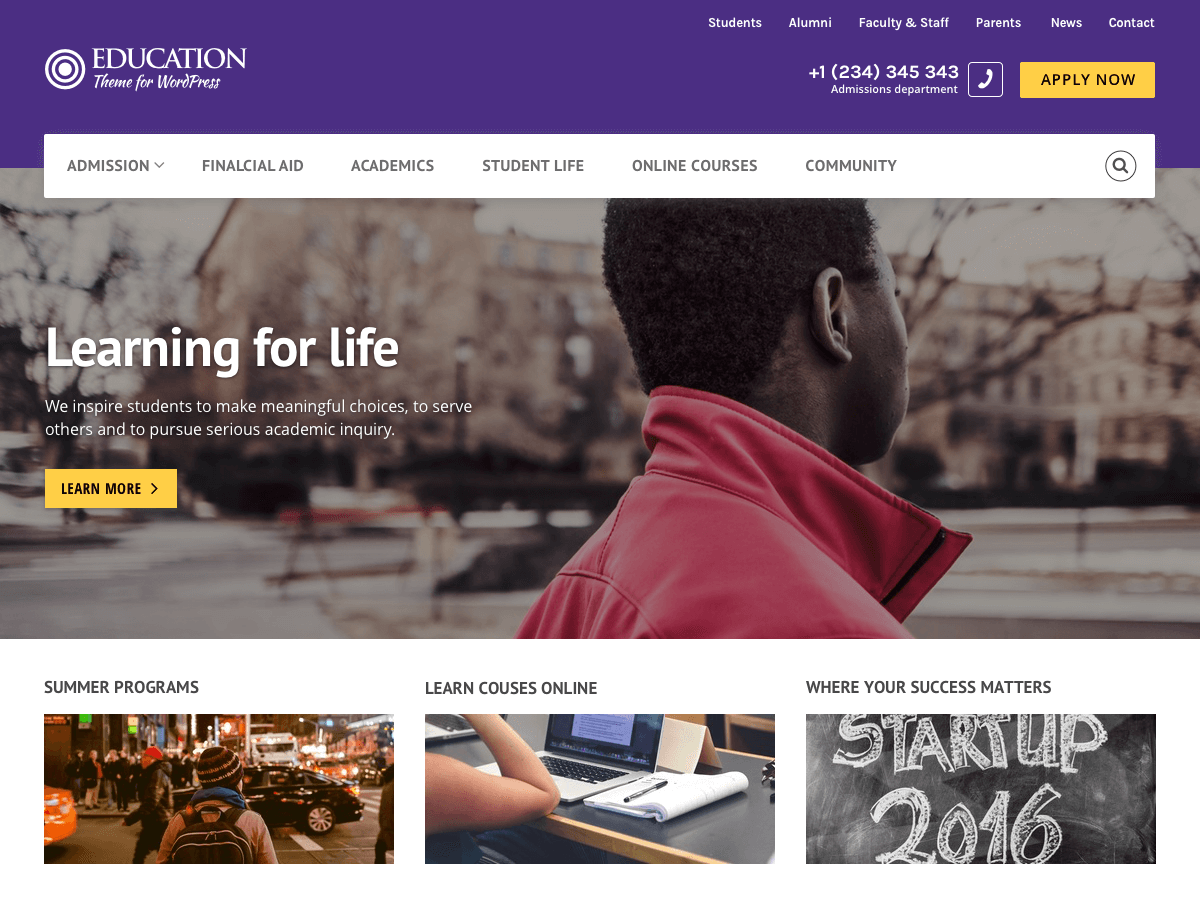 Students Alumni Faculty & Staff Parents News Contact
EDUCATION
Theme for WordPress
+1 (234) 345 343
Admissions department
APPLY NOW
ADMISSION FINALCIAL AID ACADEMICS STUDENT LIFE ONLINE COURSES COMMUNITY
Learning for life
We inspire students to make meaningful choices, to serve
others and to pursue serious academic inquiry.
LEARN MORE
SUMMER PROGRAMS
LEARN COUSES ONLINE
WHERE YOUR SUCCESS MATTERS
START UP
2016